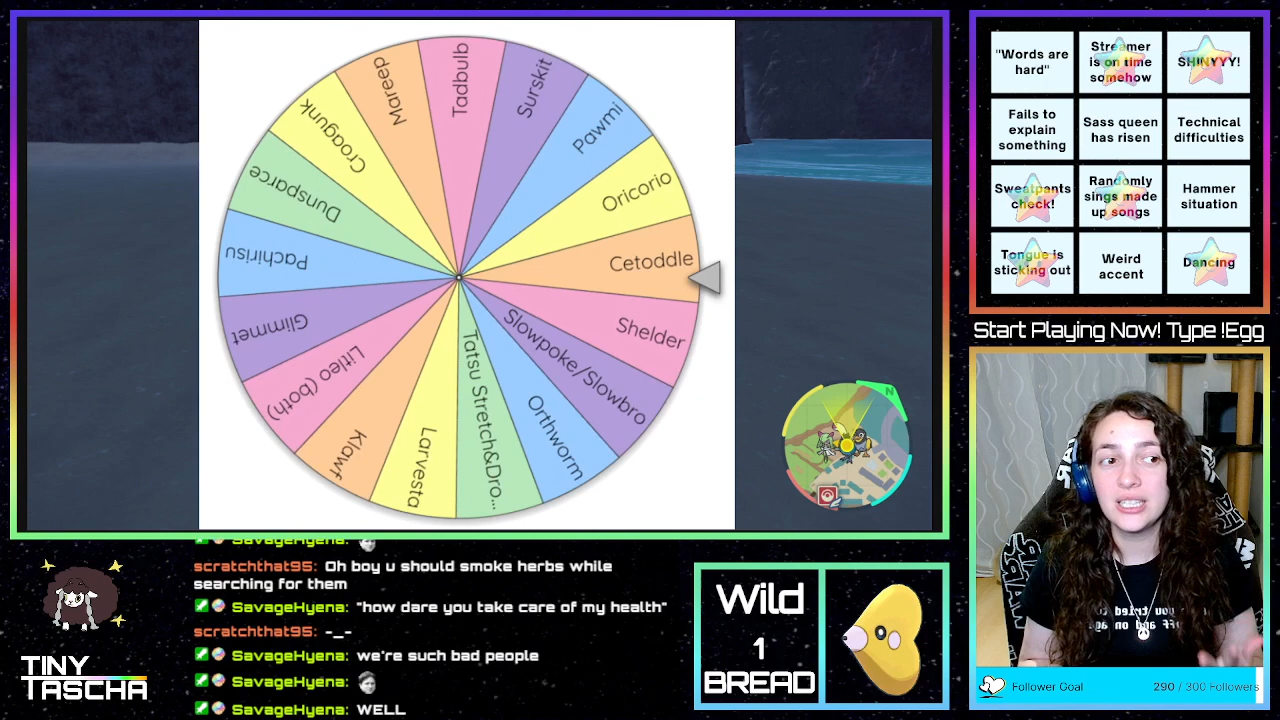 Tadbulb
Surskit
Pawmi
Oricorio
Cetoddle
Shelder
Slowpoke/Slowbro
Orthworm
Tatsu Stretch&Dro...
Larvesta
Klawf
Litleo (both)
Glimmet
Pachirisu
Dunsparce
Croagunk
Mareep
N
"Words are
hard"
Streamer
is on time
somehow
SHINYYY!
Fails to
explain
something
Sass queen
has risen
Technical
difficulties
Sweatpants
check!
Randomly
sings made
up songs
Hammer
situation
Tongue is
sticking out
Weird
accent
Dancing
Start Playing Now! Type !Egg
SavageHyena:
scratchthat95: Oh boy u should smoke herbs while
searching for them
SavageHyena: "how dare you take care of my health"
scratchthat95: -_-
SavageHyena: we're such bad people
SavageHyena:
SavageHyena: WELL
TINY
TASCHA
Wild
1
BREAD
Follower Goal
290 / 300 Followers